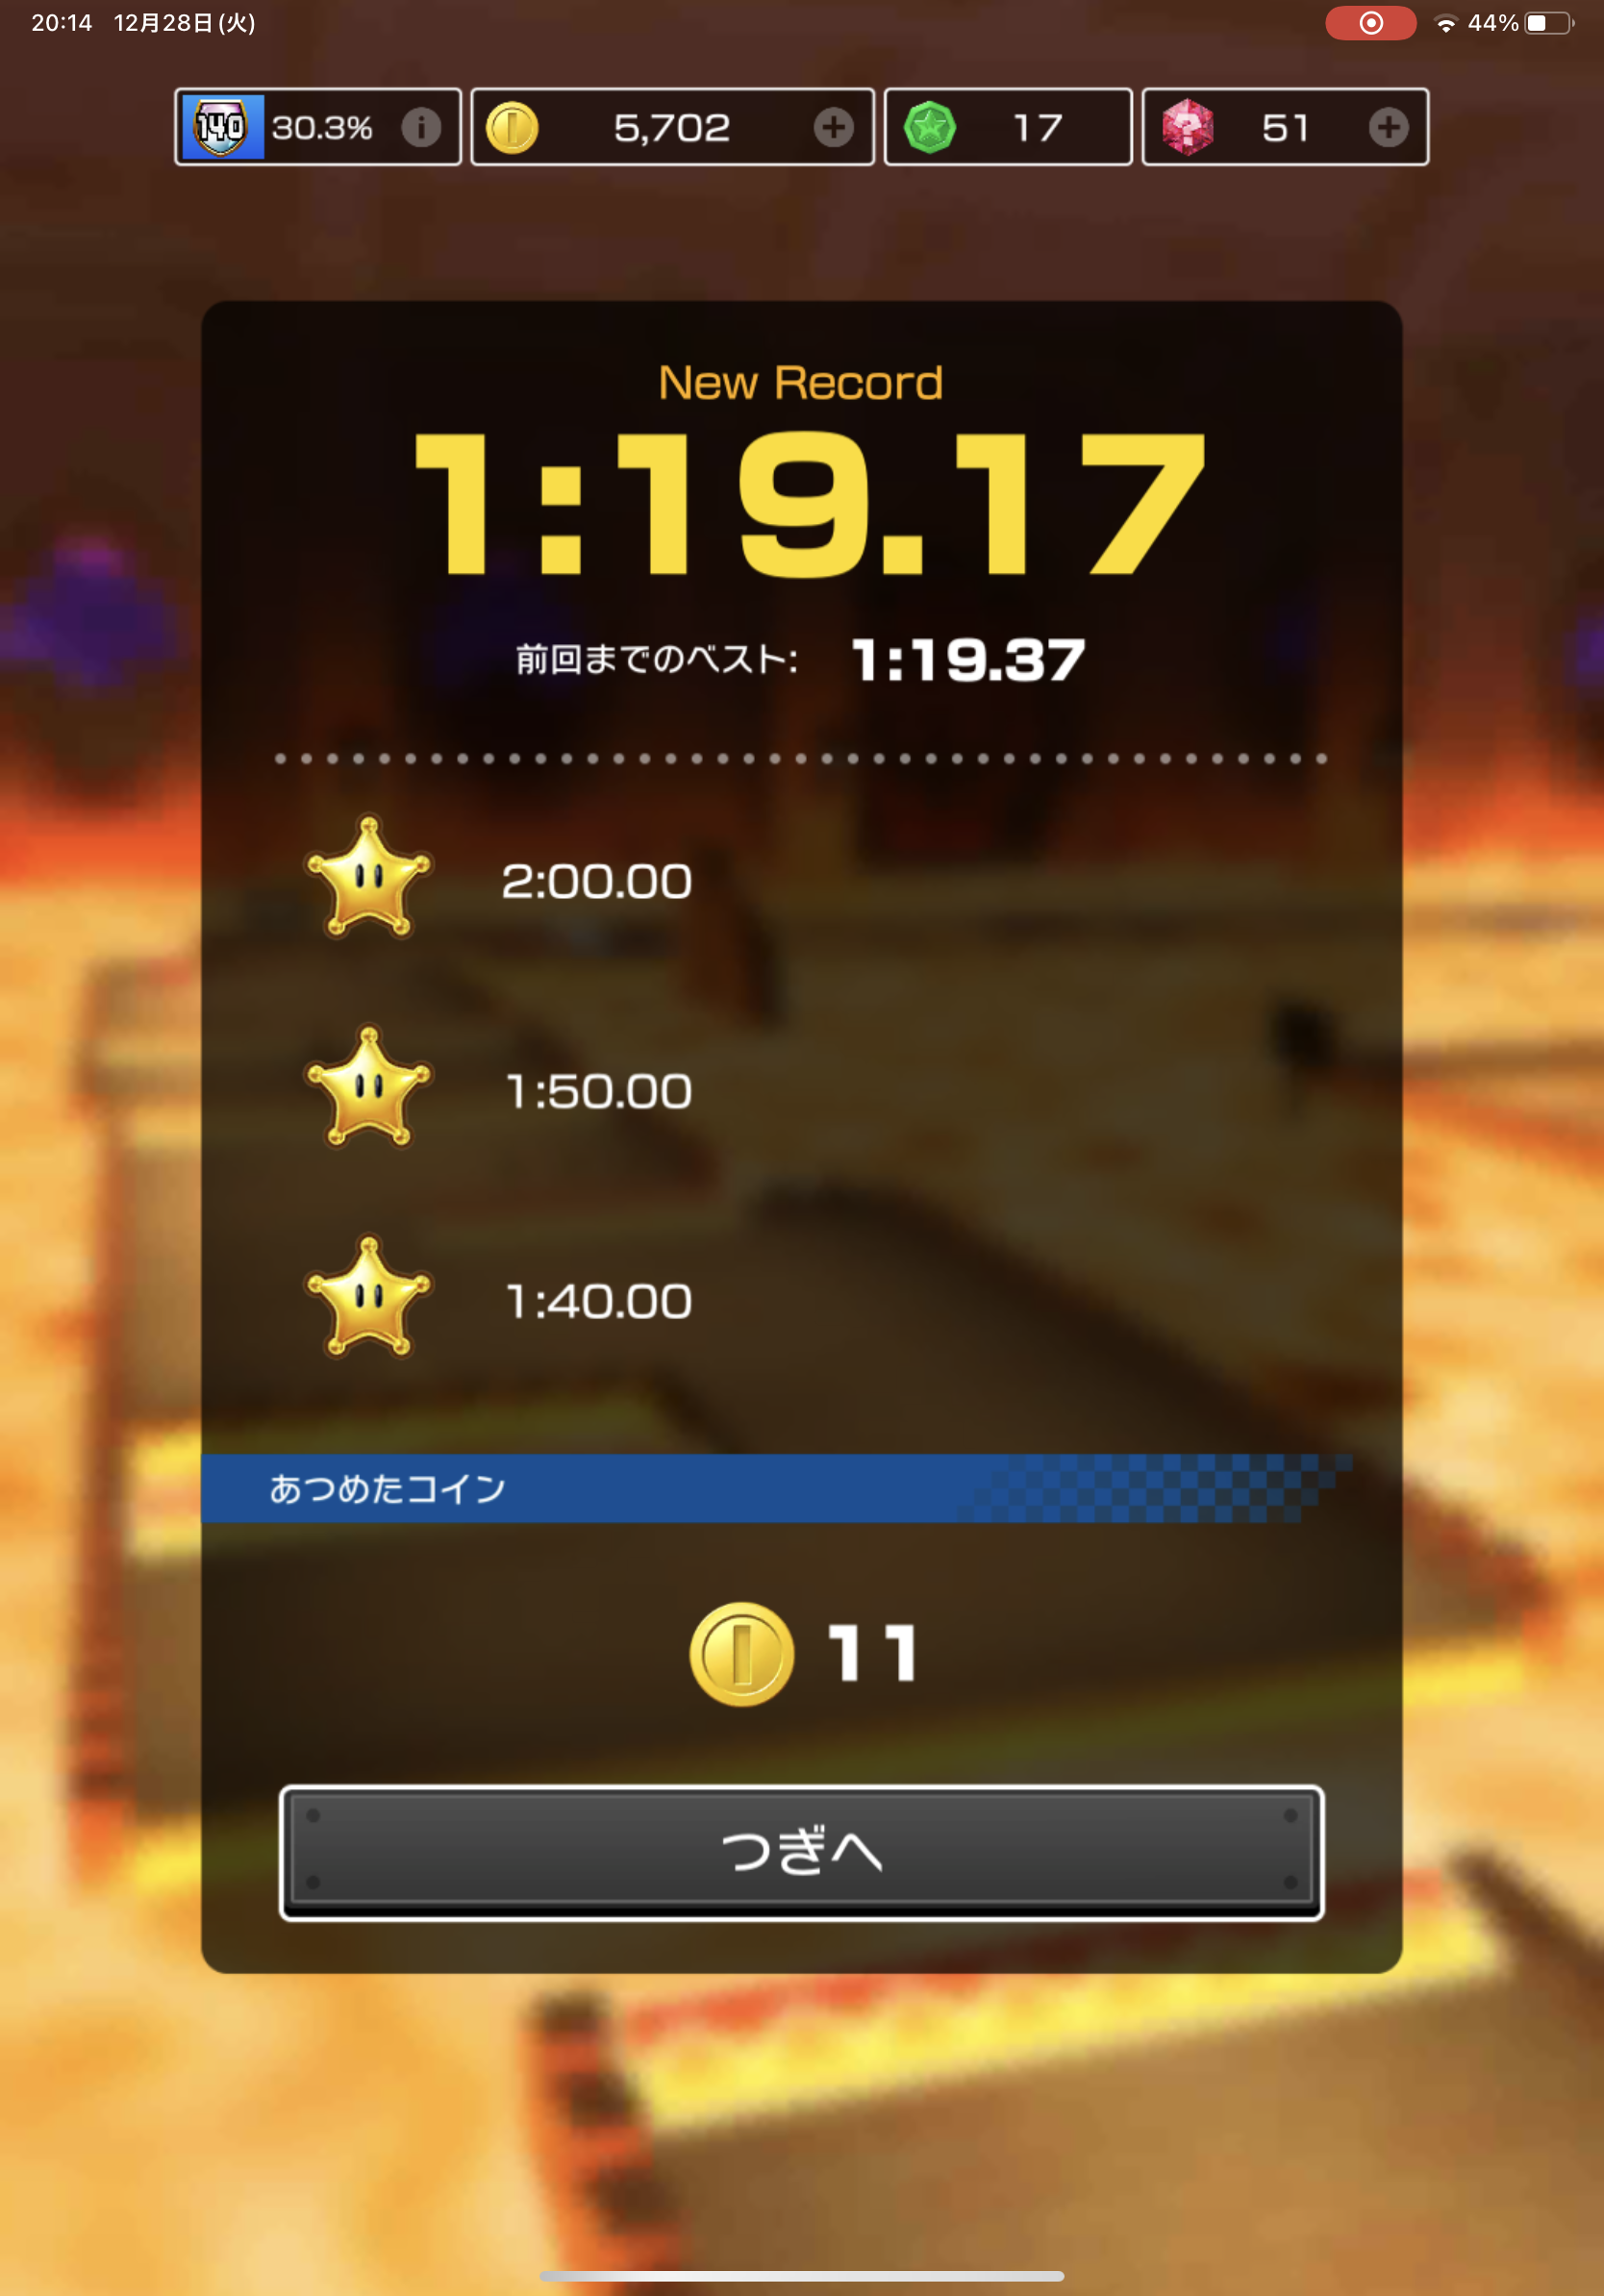 20:14 12月28日(火) 44%
140 30.3% 5,702 17 51
New Record
1:19.17
前回までのベスト: 1:19.37
2:00.00
1:50.00
1:40.00
あつめたコイン
11
つぎへ